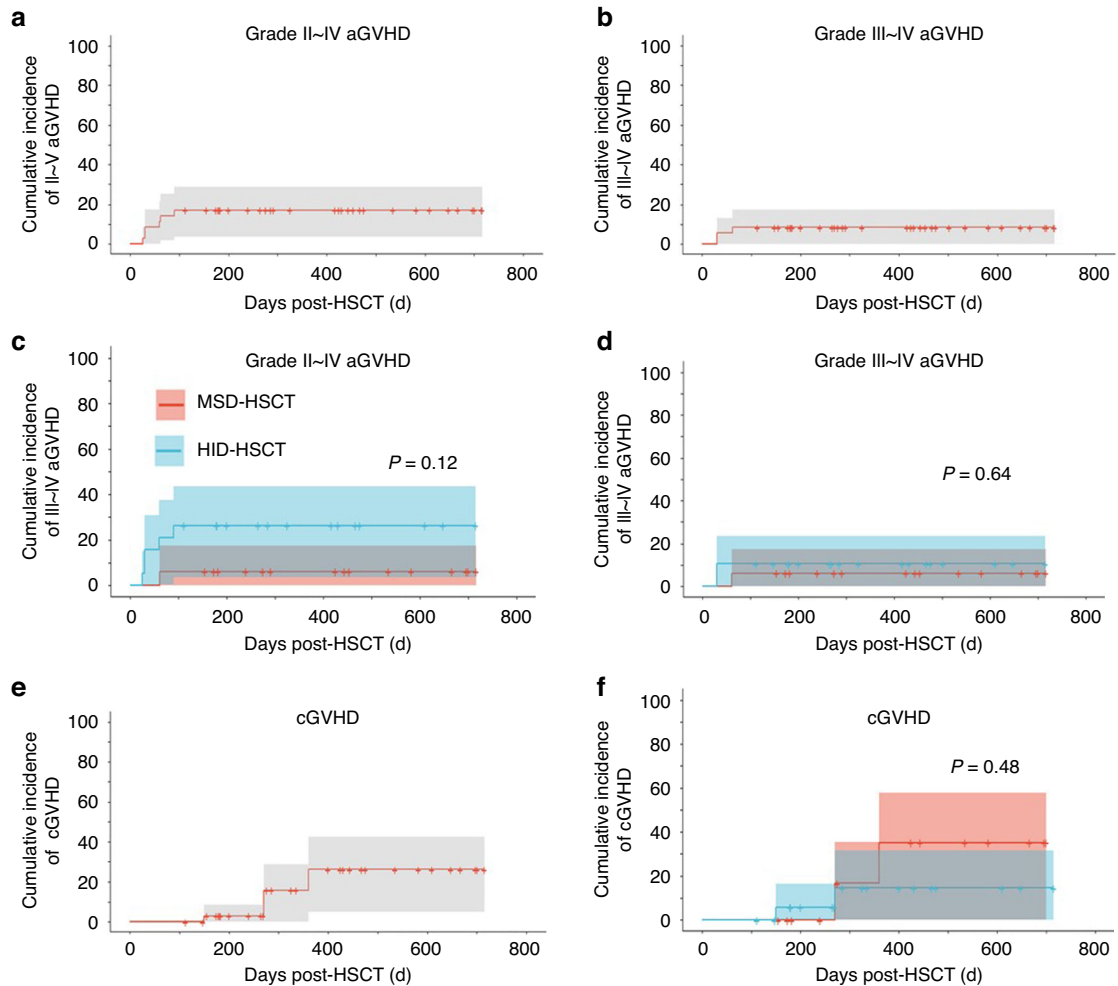 a
Grade II~IV aGVHD
Cumulative incidence
of II~V aGVHD
100
80
60
40
20
0
0 200 400 600 800
Days post-HSCT (d)
b
Grade III~IV aGVHD
Cumulative incidence
of III~IV aGVHD
100
80
60
40
20
0
0 200 400 600 800
Days post-HSCT (d)
c
Grade II~IV aGVHD
Cumulative incidence
of III~IV aGVHD
100
80
60
40
20
0
MSD-HSCT
HID-HSCT
P = 0.12
0 200 400 600 800
Days post-HSCT (d)
d
Grade III~IV aGVHD
Cumulative incidence
of III~IV aGVHD
100
80
60
40
20
0
P = 0.64
0 200 400 600 800
Days post-HSCT (d)
e
cGVHD
Cumulative incidence
of cGVHD
100
80
60
40
20
0
0 200 400 600 800
Days post-HSCT (d)
f
cGVHD
Cumulative incidence
of cGVHD
100
80
60
40
20
0
P = 0.48
0 200 400 600 800
Days post-HSCT (d)